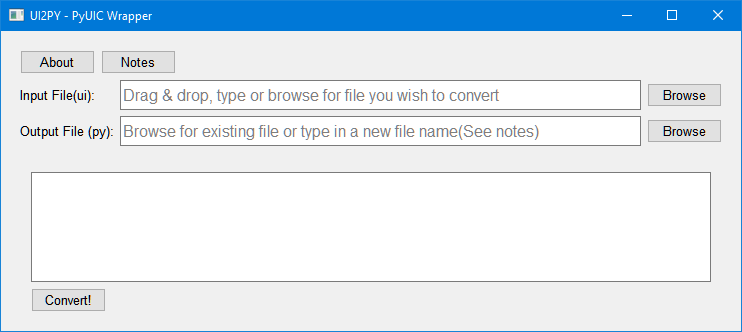 UI2PY - PyUIC Wrapper
About Notes
Input File(ui): Drag & drop, type or browse for file you wish to convert Browse
Output File (py): Browse for existing file or type in a new file name(See notes) Browse
Convert!